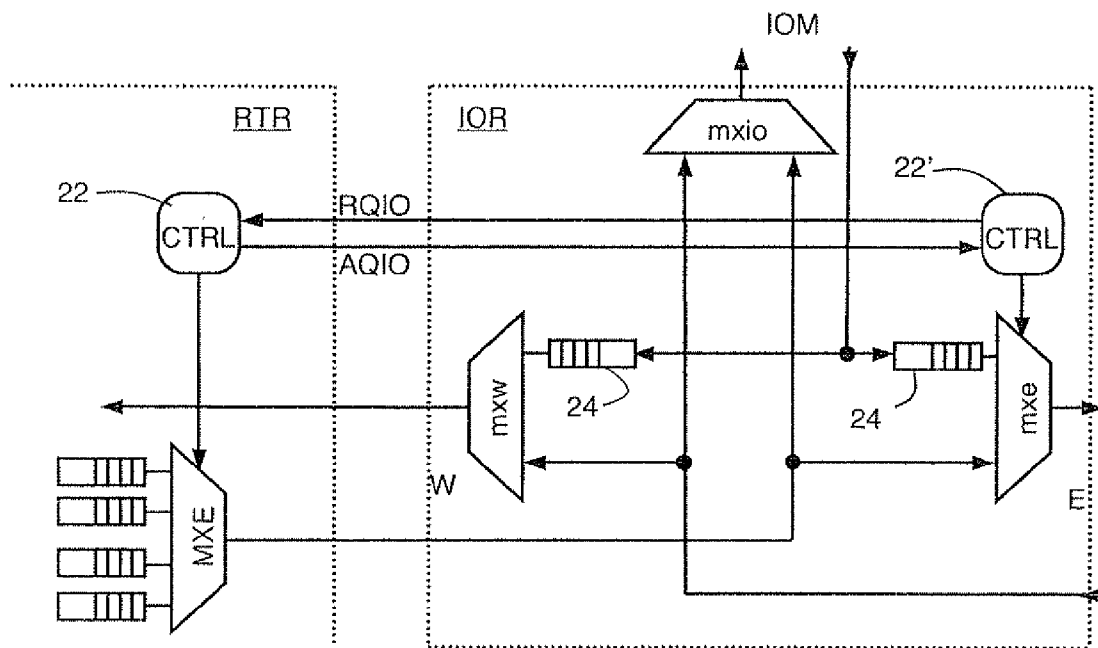 IOM
RTR
IOR
mxio
22
22'
RQIO
CTRL
CTRL
AQIO
24
24
mxw
mxe
W
E
MXE